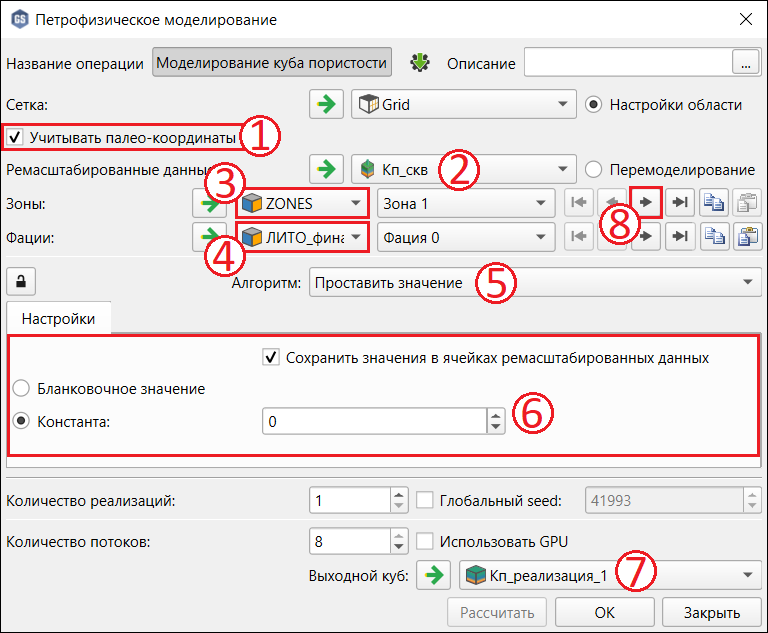 GS Петрофизическое моделирование
Название операции Моделирование куба пористости Описание ...
Сетка: Grid Настройки области
Учитывать палео-координаты 1
Ремасштабированные данные Кп_скв 2 Перемоделирование
3
Зоны: ZONES Зона 1
8
Фации: ЛИТО_фина Фация 0
4
Алгоритм: Проставить значение 5
Настройки
Сохранить значения в ячейках ремасштабированных данных
Бланковочное значение
Константа: 0 6
Количество реализаций: 1 Глобальный seed: 41993
Количество потоков: 8 Использовать GPU
Выходной куб: Кп_реализация_1 7
Рассчитать OK Закрыть